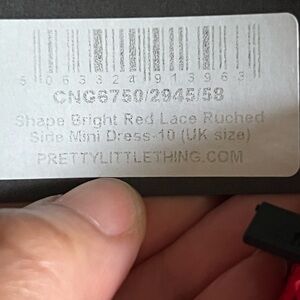 5 063324 913963
CNG6750/2945/58
Shape Bright Red Lace Ruched
Side Mini Dress-10 (UK size)
PRETTYLITTLETHING.COM